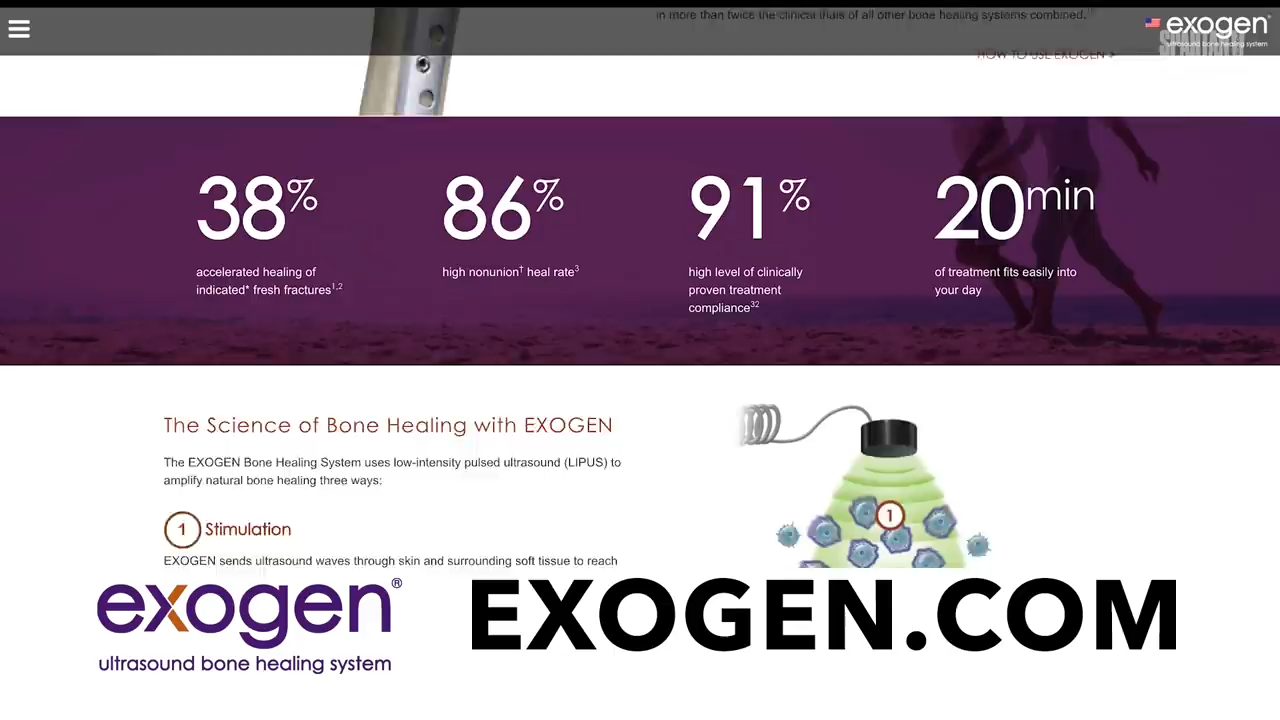 in more than twice the clinical trials of all other bone healing systems combined.
exogen
ultrasound bone healing system
HOW TO USE EXOGEN >
38%
accelerated healing of
indicated* fresh fractures1,2
86%
high nonunion† heal rate3
91%
high level of clinically
proven treatment
compliance32
20min
of treatment fits easily into
your day
The Science of Bone Healing with EXOGEN
The EXOGEN Bone Healing System uses low-intensity pulsed ultrasound (LIPUS) to
amplify natural bone healing three ways:
1 Stimulation
EXOGEN sends ultrasound waves through skin and surrounding soft tissue to reach
1
exogen®
ultrasound bone healing system
EXOGEN.COM